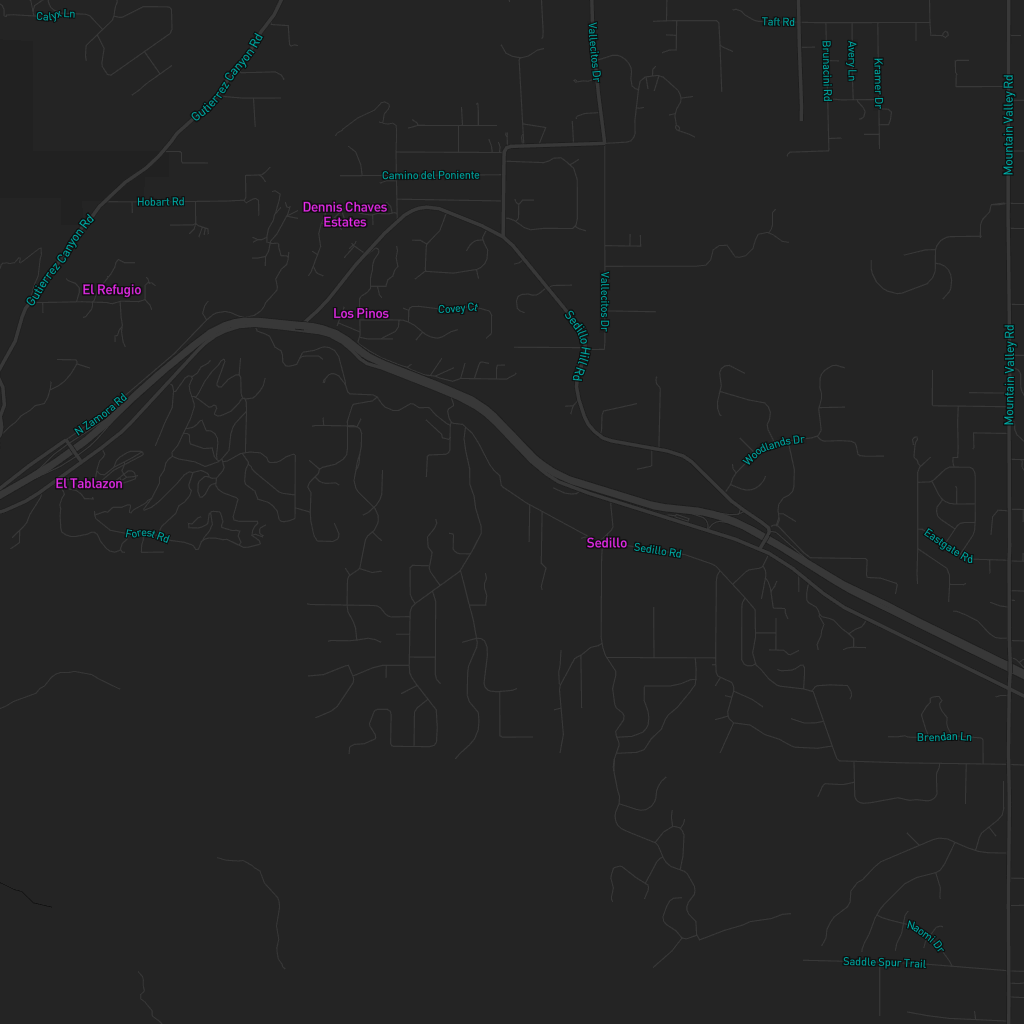 Calyx Ln
Gutierrez Canyon Rd
Vallecitos Dr
Taft Rd
Brunacini Rd
Avery Ln
Kramer Dr
Mountain Valley Rd
Camino del Poniente
Hobart Rd
Dennis Chaves
Estates
Gutierrez Canyon Rd
El Refugio
Los Pinos
Covey Ct
Vallecitos Dr
Sedillo Hill Rd
Mountain Valley Rd
N Zamora Rd
Woodlands Dr
El Tablazon
Forest Rd
Sedillo
Sedillo Rd
Eastgate Rd
Brendan Ln
Naomi Dr
Saddle Spur Trail